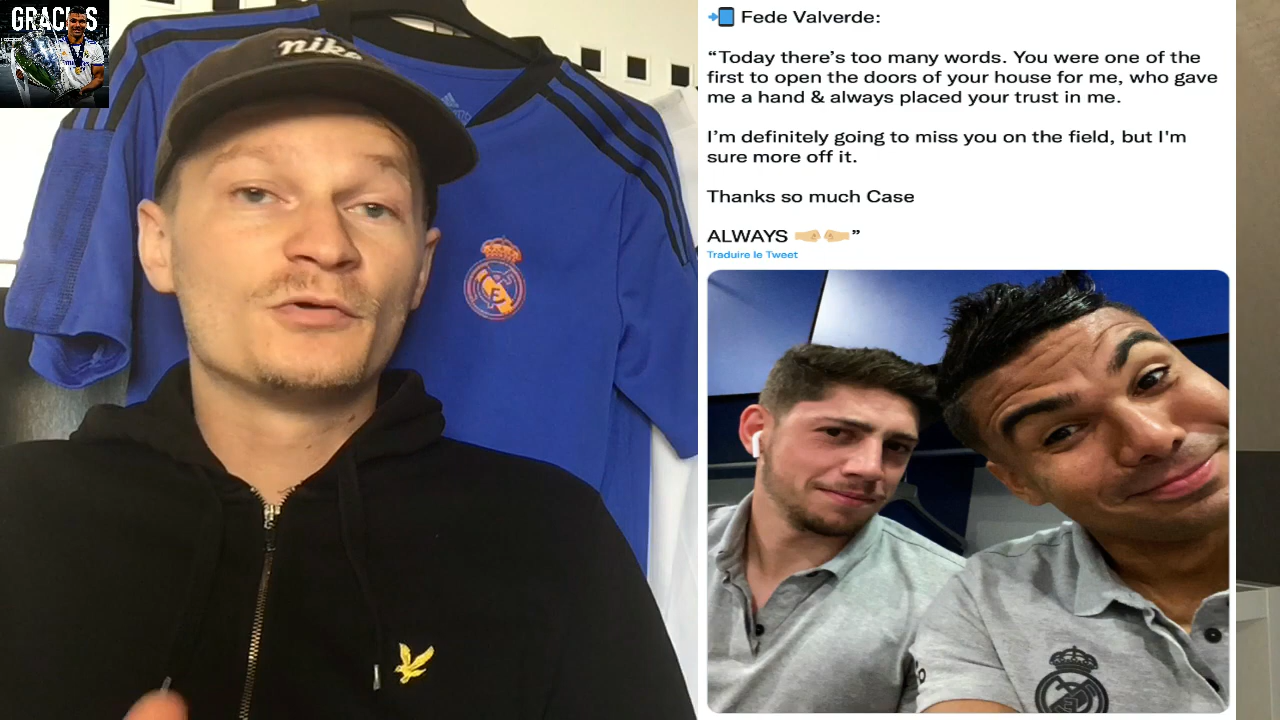 GRACI S
nike
Fede Valverde:
“Today there’s too many words. You were one of the
first to open the doors of your house for me, who gave
me a hand & always placed your trust in me.
I’m definitely going to miss you on the field, but I'm
sure more off it.
Thanks so much Case
ALWAYS 🤜🏼🤛🏼”
Traduire le Tweet